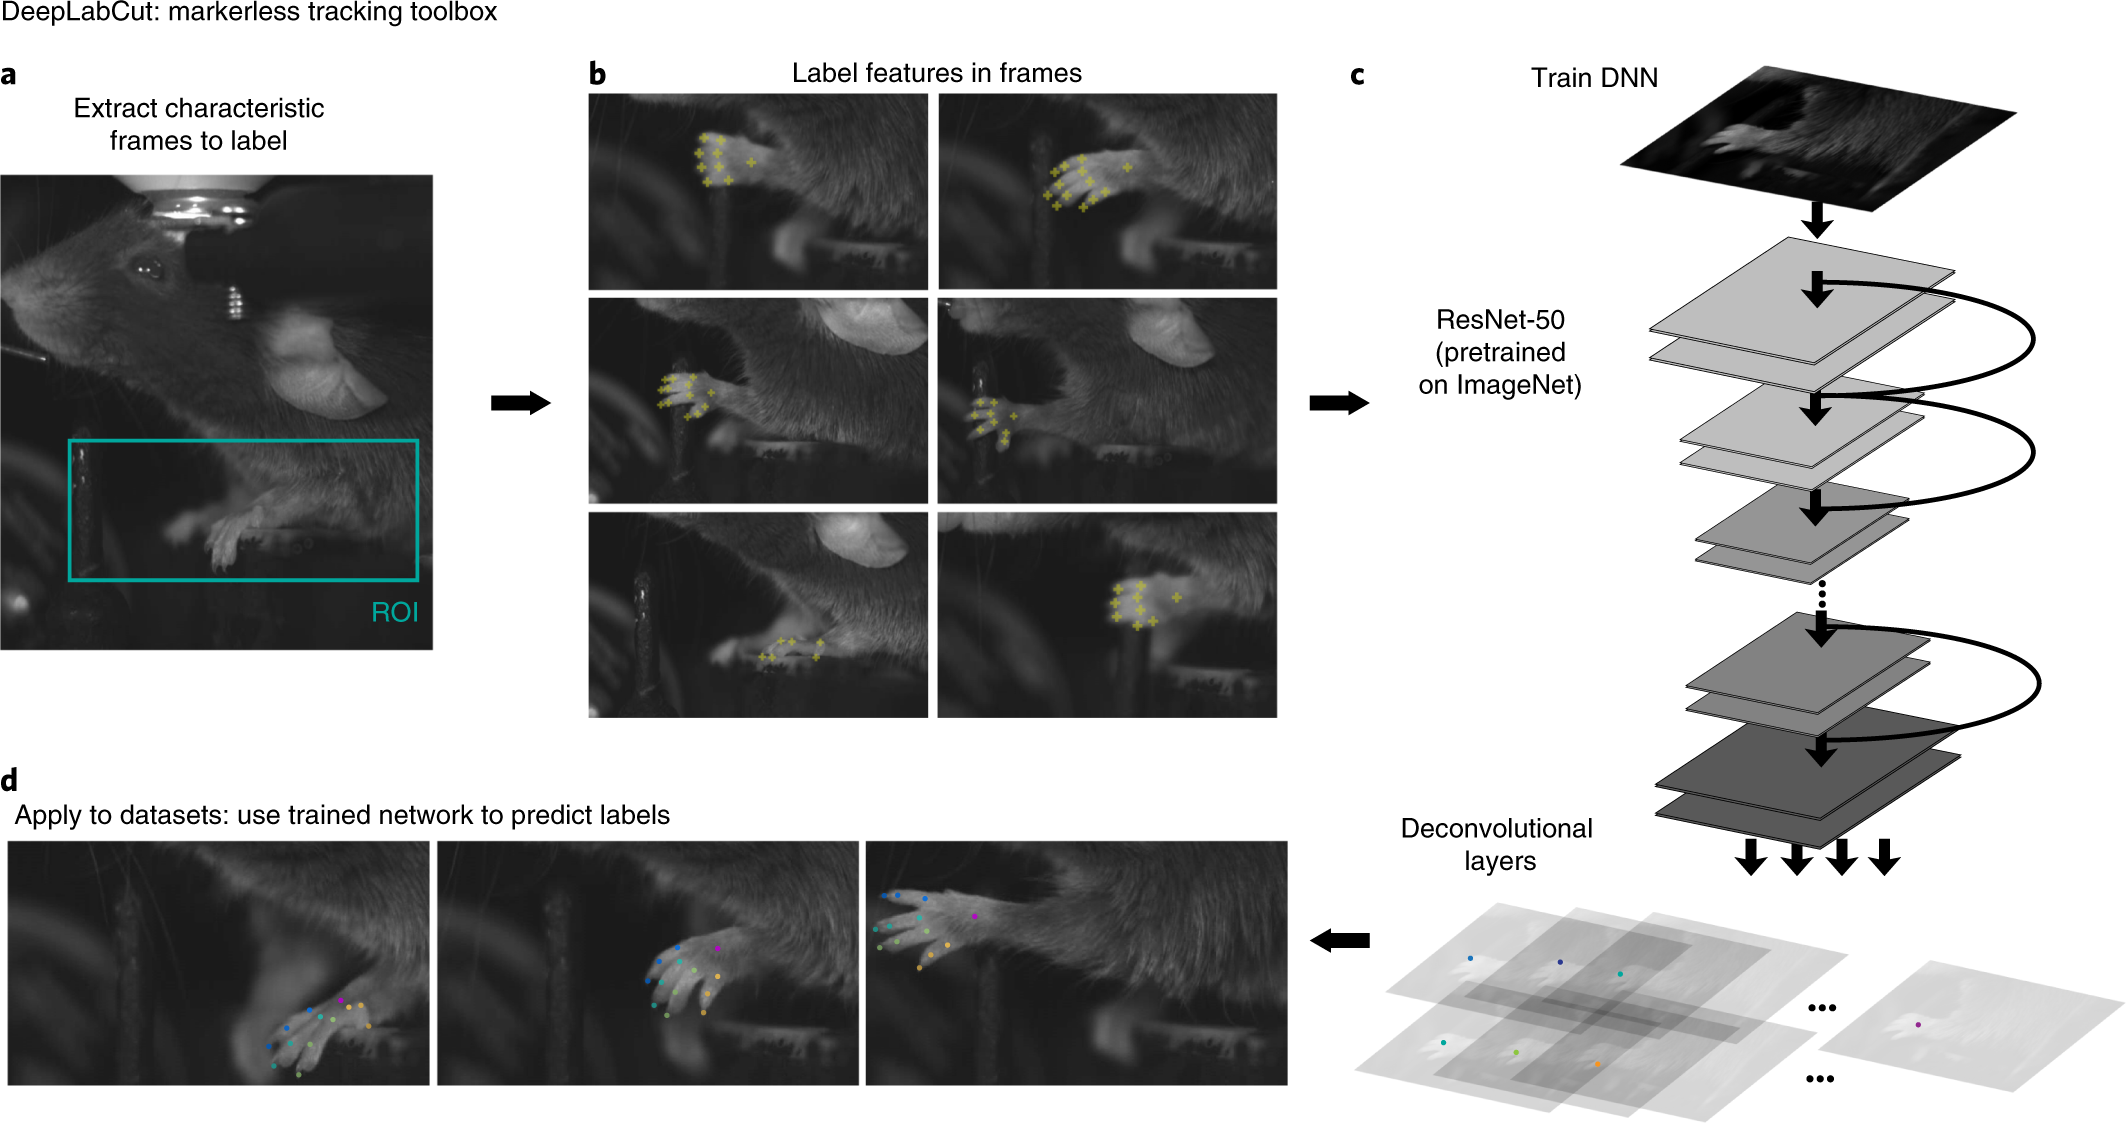 DeepLabCut: markerless tracking toolbox
a
Extract characteristic
frames to label
ROI
b
Label features in frames
c
Train DNN
ResNet-50
(pretrained
on ImageNet)
Deconvolutional
layers
d
Apply to datasets: use trained network to predict labels